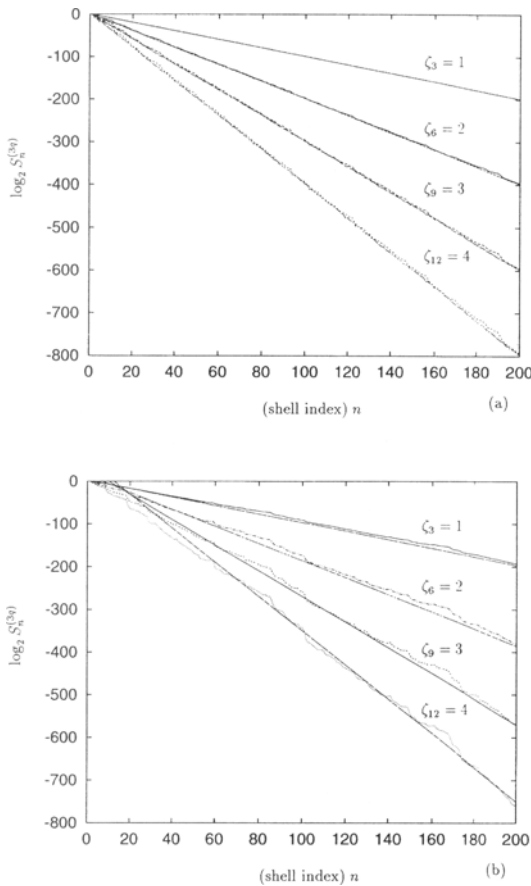 0
-100
-200
-300
-400
-500
-600
-700
-800
log₂ Sₙ^(3q)
ζ₃ = 1
ζ₆ = 2
ζ₉ = 3
ζ₁₂ = 4
0 20 40 60 80 100 120 140 160 180 200
(shell index) n
(a)
0
-100
-200
-300
-400
-500
-600
-700
-800
log₂ Sₙ^(3q)
ζ₃ = 1
ζ₆ = 2
ζ₉ = 3
ζ₁₂ = 4
0 20 40 60 80 100 120 140 160 180 200
(shell index) n
(b)